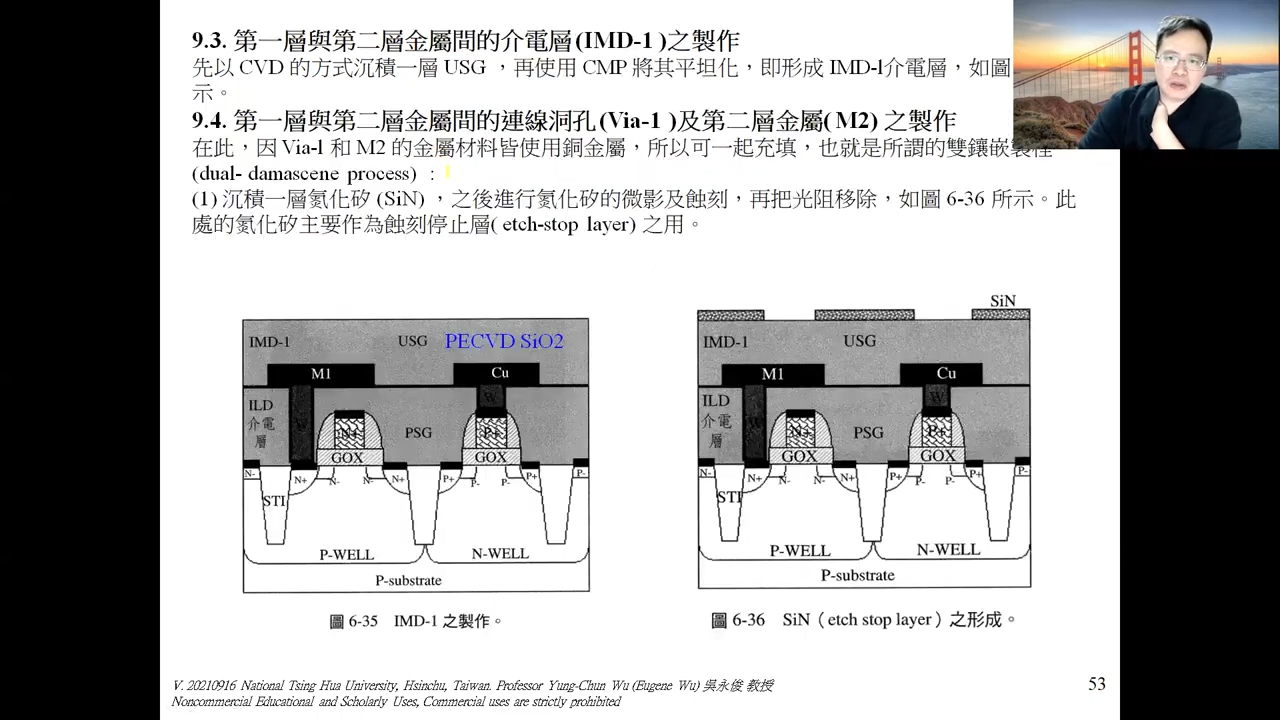 9.3. 第一層與第二層金屬間的介電層(IMD-1 )之製作
先以 CVD 的方式沉積一層 USG ，再使用 CMP 將其平坦化，即形成 IMD-l介電層，如圖
示。
9.4. 第一層與第二層金屬間的連線洞孔(Via-1 )及第二層金屬( M2) 之製作
在此，因 Via-l 和 M2 的金屬材料皆使用銅金屬，所以可一起充填，也就是所謂的雙鑲嵌製程
(dual- damascene process) ：
(1) 沉積一層氮化矽 (SiN) ，之後進行氮化矽的微影及蝕刻，再把光阻移除，如圖 6-36 所示。此
處的氮化矽主要作為蝕刻停止層( etch-stop layer) 之用。
IMD-1 USG PECVD SiO2
M1 Cu
W
ILD
介電
層
W
N+ PSG P+
GOX GOX
N- N+ N- N- N+ P+ P- P- P+ P-
STI
P-WELL N-WELL
P-substrate
圖 6-35 IMD-1 之製作。
SiN
IMD-1 USG
M1 Cu
W
ILD
介電
層
W
N+ PSG P+
GOX GOX
N- N+ N- N- N+ P+ P- P- P+ P-
STI
P-WELL N-WELL
P-substrate
圖 6-36 SiN（etch stop layer）之形成。
V. 20210916 National Tsing Hua University, Hsinchu, Taiwan. Professor Yung-Chun Wu (Eugene Wu) 吳永俊 教授
Noncommercial Educational and Scholarly Uses, Commercial uses are strictly prohibited
53